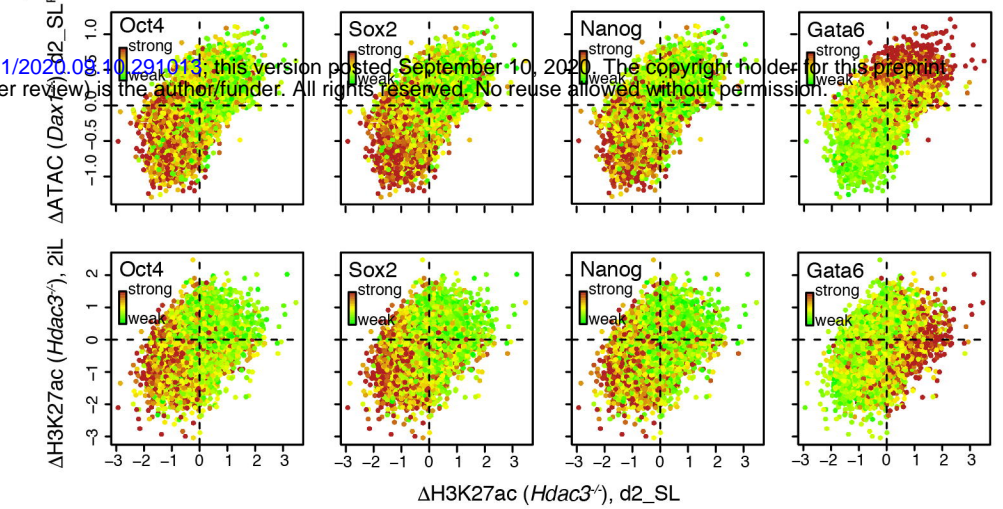 Oct4 Sox2 Nanog Gata6
strong strong strong strong
weak weak weak weak
1/2020.09.10.291013; this version posted September 10, 2020. The copyright holder for this preprint
er review) is the author/funder. All rights reserved. No reuse allowed without permission.
ΔATAC (Dax1 d2_SL
1.0
0.5
0.0
−0.5
−1.0
Oct4 Sox2 Nanog Gata6
strong strong strong strong
weak weak weak weak
ΔH3K27ac (Hdac3-/-), 2iL
2
1
0
−1
−2
−3
−3 −2 −1 0 1 2 3 −3 −2 −1 0 1 2 3 −3 −2 −1 0 1 2 3 −3 −2 −1 0 1 2 3
ΔH3K27ac (Hdac3-/-), d2_SL